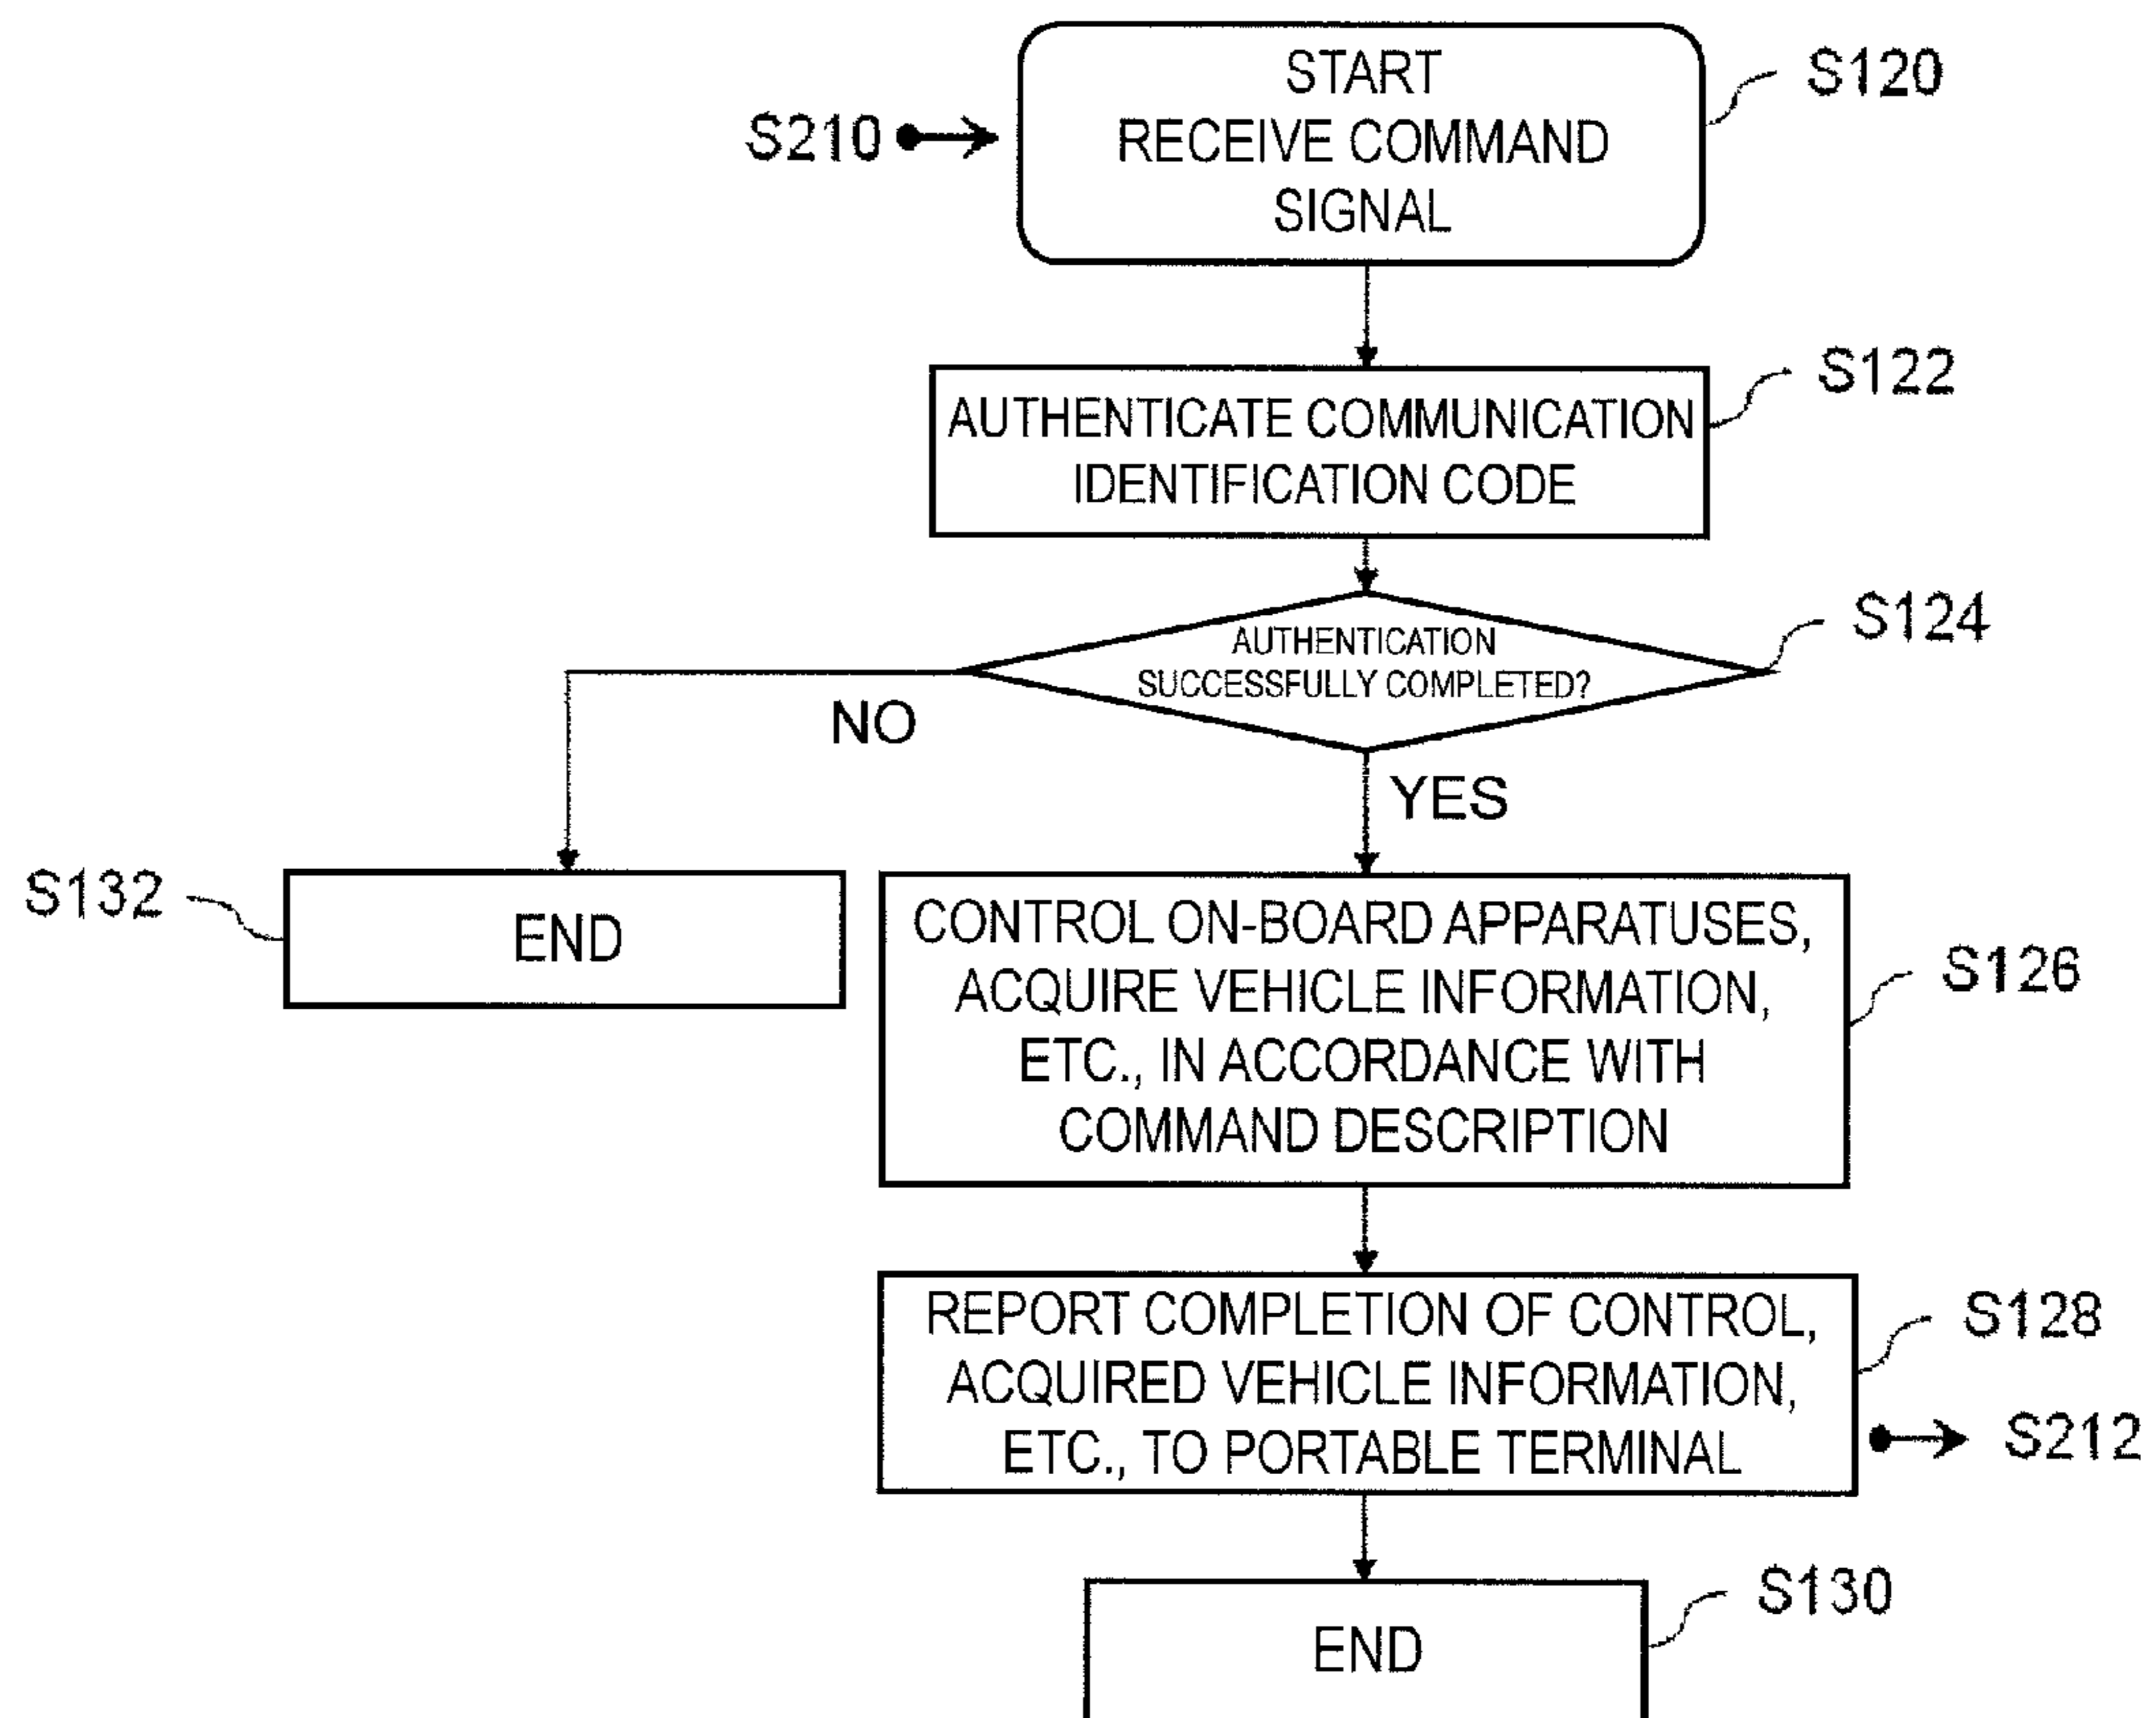 START
RECEIVE COMMAND
SIGNAL
S120
S210
AUTHENTICATE COMMUNICATION
IDENTIFICATION CODE
S122
AUTHENTICATION
SUCCESSFULLY COMPLETED?
S124
NO
YES
S132
END
CONTROL ON-BOARD APPARATUSES,
ACQUIRE VEHICLE INFORMATION,
ETC., IN ACCORDANCE WITH
COMMAND DESCRIPTION
S126
REPORT COMPLETION OF CONTROL,
ACQUIRED VEHICLE INFORMATION,
ETC., TO PORTABLE TERMINAL
S128
S212
END
S130